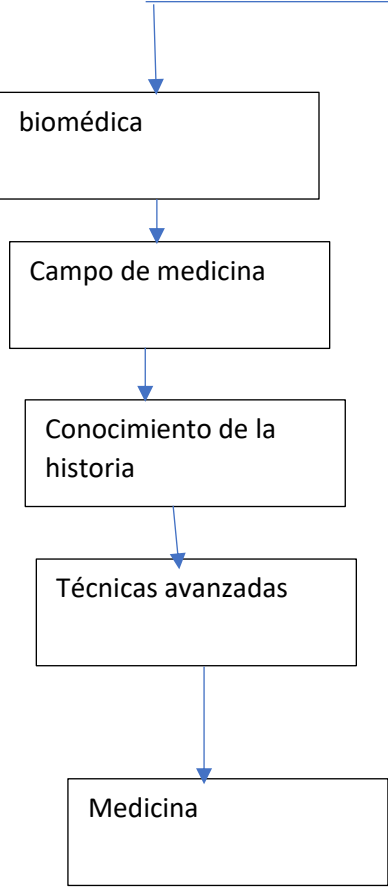 biomédica
Campo de medicina
Conocimiento de la
historia
Técnicas avanzadas
Medicina